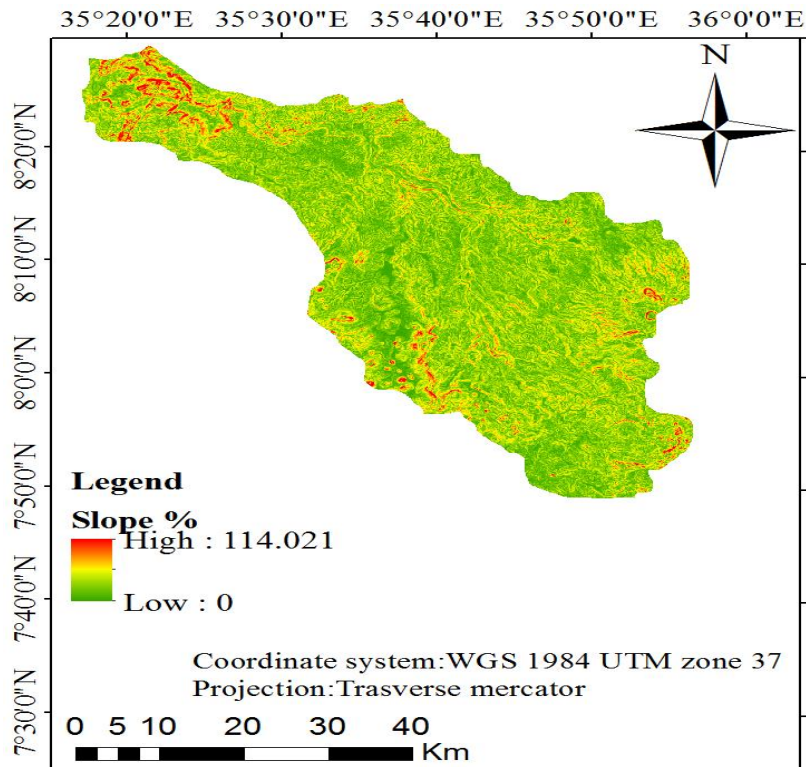 35°20'0"E 35°30'0"E 35°40'0"E 35°50'0"E 36°0'0"E
N
8°20'0"N
8°10'0"N
8°0'0"N
7°50'0"N
7°40'0"N
7°30'0"N
Legend
Slope %
High : 114.021
Low : 0
Coordinate system:WGS 1984 UTM zone 37
Projection:Trasverse mercator
0 5 10 20 30 40
Km